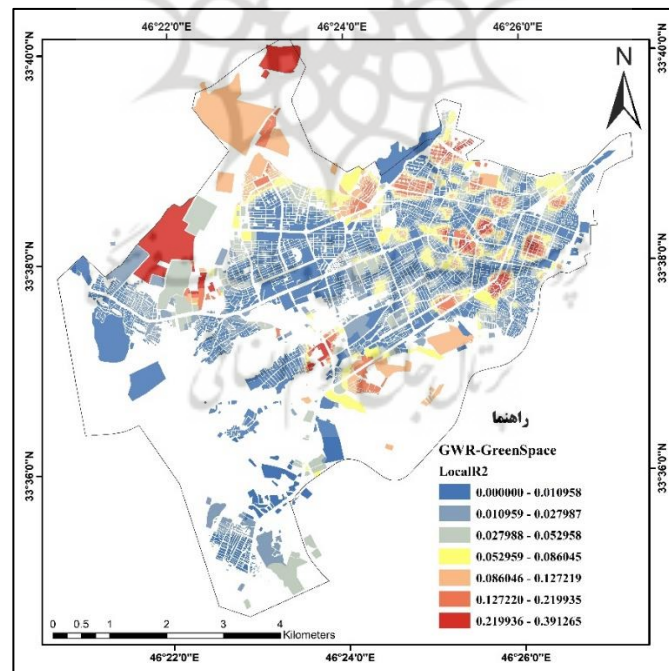 46°22'0"E
46°24'0"E
46°26'0"E
33°40'0"N
33°40'0"N
N
33°38'0"N
33°38'0"N
33°36'0"N
33°36'0"N
راهنما
GWR-GreenSpace
LocalR2
0.000000 - 0.010958
0.010959 - 0.027987
0.027988 - 0.052958
0.052959 - 0.086045
0.086046 - 0.127219
0.127220 - 0.219935
0.219936 - 0.391265
0 0.5 1 2 3 4
Kilometers
46°22'0"E
46°24'0"E
46°26'0"E